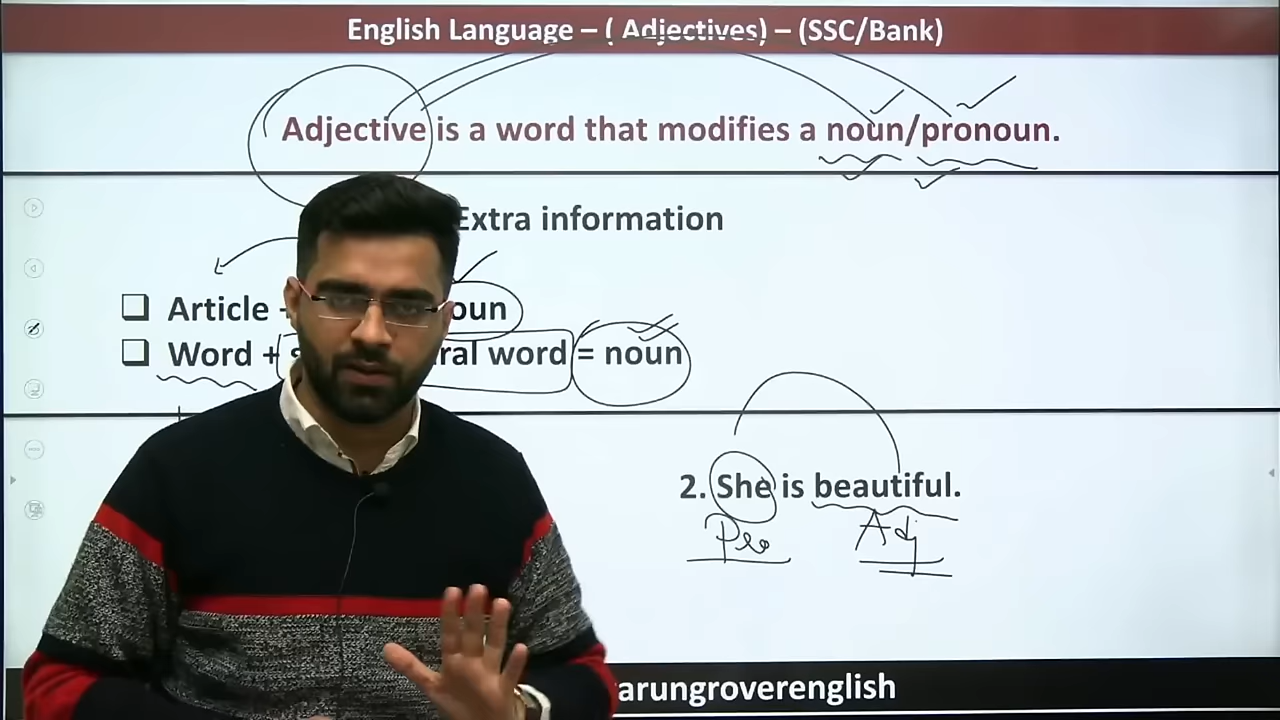 English Language – ( Adjectives) – (SSC/Bank)
Adjective is a word that modifies a noun/pronoun.
Extra information
Article
oun
Word +
ral word = noun
2. She is beautiful.
Pro Adj
arungroverenglish